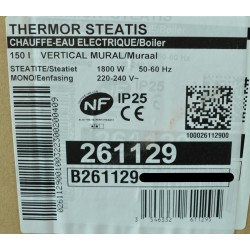 THERMOR STEATIS
CHAUFFE-EAU ELECTRIQUE/Boiler
150 l VERTICAL MURAL/Muraal
STEATITE/Steatiet 1800 W 50-60 Hz
MONO/Eenfasing 220-240 V~
NF IP25
100026112900
261129
B261129